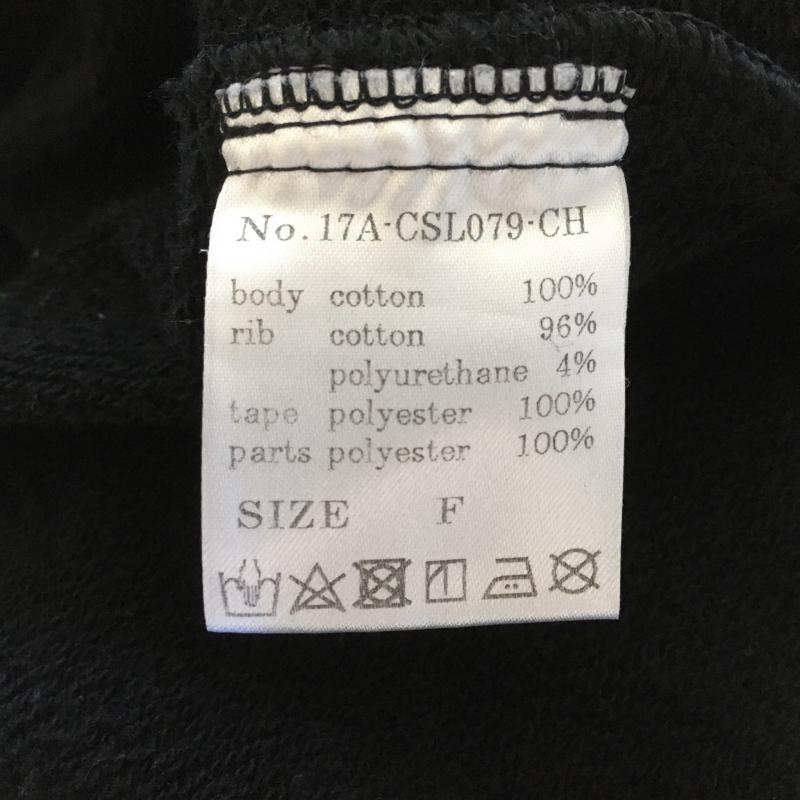 No. 17A-CSL079-CH
body cotton 100%
rib cotton 96%
polyurethane 4%
tape polyester 100%
parts polyester 100%
SIZE F